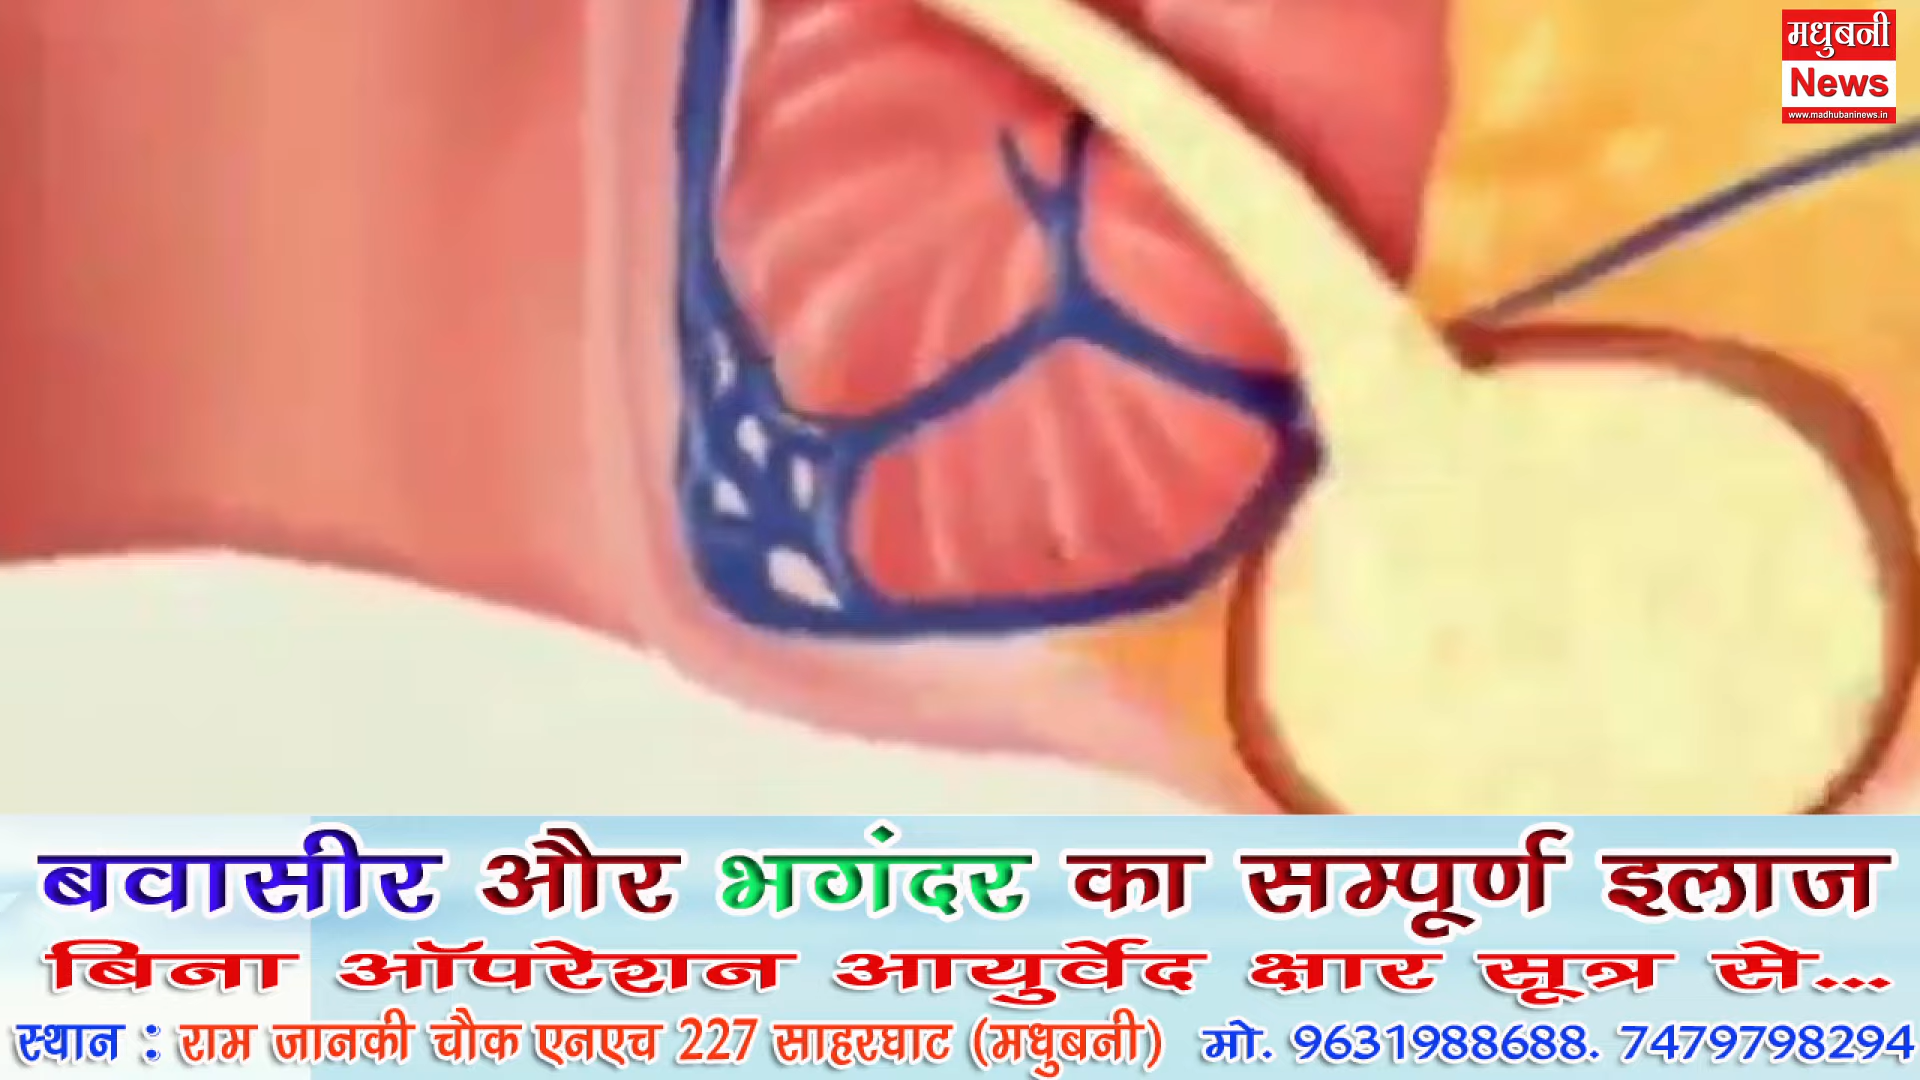 मधुबनी
News
www.madhubaninews.in
बवासीर और भगंदर का सम्पूर्ण इलाज
बिना ऑपरेशन आयुर्वेद क्षार सूत्र से...
स्थान : राम जानकी चौक एनएच 227 साहरघाट (मधुबनी) मो. 9631988688. 7479798294